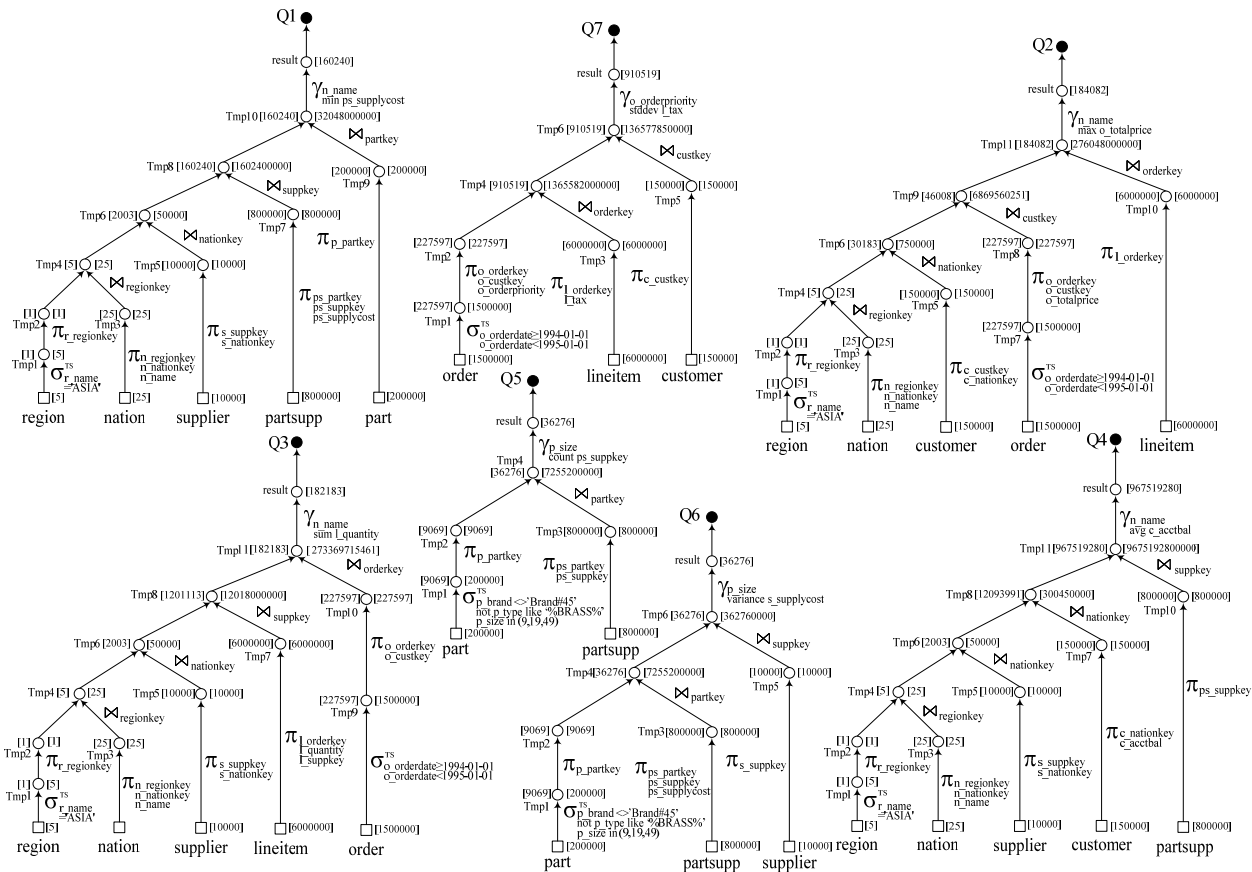 Q1
result [160240]
γ n_name
min ps_supplycost
Tmp10 [160240] [32048000000]
⋈ partkey
Tmp8 [160240] [1602400000]
[200000] [200000]
Tmp9
⋈ suppkey
Tmp6 [2003] [50000]
[800000] [800000]
Tmp7
⋈ nationkey
π p_partkey
Tmp4 [5] [25]
Tmp5 [10000] [10000]
⋈ regionkey
[1] [1]
Tmp2
π r_regionkey
[25] [25]
Tmp3
π ps_partkey
ps_suppkey
ps_supplycost
π s_suppkey
s_nationkey
[1] [5]
Tmp1
σ TS
r_name
='ASIA'
π n_regionkey
n_nationkey
n_name
[5] [25] [10000] [800000] [200000]
region nation supplier partsupp part
Q7
result [910519]
γ o_orderpriority
stddev l_tax
Tmp6 [910519] [136577850000]
⋈ custkey
Tmp4 [910519] [1365582000000]
[150000] [150000]
Tmp5
⋈ orderkey
[227597] [227597]
Tmp2
[6000000] [6000000]
Tmp3
π o_orderkey
o_custkey
o_orderpriority
π l_orderkey
l_tax
π c_custkey
[227597] [1500000]
Tmp1
σ TS
o_orderdate≥1994-01-01
o_orderdate<1995-01-01
[1500000] [6000000] [150000]
order lineitem customer
Q2
result [184082]
γ n_name
max o_totalprice
Tmp11 [184082] [276048000000]
⋈ orderkey
Tmp9 [46008] [6869560251]
[6000000] [6000000]
Tmp10
⋈ custkey
Tmp6 [30183] [750000]
[227597] [227597]
Tmp8
⋈ nationkey
π l_orderkey
π o_orderkey
o_custkey
o_totalprice
Tmp4 [5] [25]
[150000] [150000]
Tmp5
⋈ regionkey
[227597] [1500000]
Tmp7
[1] [1]
Tmp2
π r_regionkey
[25] [25]
Tmp3
π c_custkey
c_nationkey
σ TS
o_orderdate≥1994-01-01
o_orderdate<1995-01-01
[1] [5]
Tmp1
σ TS
r_name
='ASIA'
π n_regionkey
n_nationkey
n_name
[5] [25] [150000] [1500000] [6000000]
region nation customer order lineitem
Q3
result [182183]
γ n_name
sum l_quantity
Tmp11 [182183] [273369715461]
⋈ orderkey
Tmp8 [1201113] [12018000000]
[227597] [227597]
Tmp10
⋈ suppkey
Tmp6 [2003] [50000]
[6000000] [6000000]
Tmp7
⋈ nationkey
π o_orderkey
o_custkey
Tmp4 [5] [25]
Tmp5 [10000] [10000]
⋈ regionkey
[227597] [1500000]
Tmp9
[1] [1]
Tmp2
π r_regionkey
[25] [25]
Tmp3
π s_suppkey
s_nationkey
π l_orderkey
l_quantity
l_suppkey
σ TS
o_orderdate≥1994-01-01
o_orderdate<1995-01-01
[1] [5]
Tmp1
σ TS
r_name
='ASIA'
π n_regionkey
n_nationkey
n_name
[5] [10000] [6000000] [1500000]
region nation supplier lineitem order
Q5
result [36276]
γ p_size
count ps_suppkey
Tmp4
[36276] [7255200000]
⋈ partkey
[9069] [9069]
Tmp2
Tmp3 [800000] [800000]
π p_partkey
π ps_partkey
ps_suppkey
[9069] [200000]
Tmp1
σ TS
p_brand <>'Brand#45'
not p_type like '%BRASS%'
p_size in (9,19,49)
[200000] [800000]
part partsupp
Q6
result [36276]
γ p_size
variance s_supplycost
Tmp6 [36276] [362760000]
⋈ suppkey
Tmp4 [36276] [7255200000]
[10000] [10000]
Tmp5
⋈ partkey
[9069] [9069]
Tmp2
Tmp3 [800000] [800000]
π p_partkey
π ps_partkey
ps_suppkey
ps_supplycost
π s_suppkey
[9069] [200000]
Tmp1
σ TS
p_brand <>'Brand#45'
not p_type like '%BRASS%'
p_size in (9,19,49)
[200000] [800000] [10000]
part partsupp supplier
Q4
result [967519280]
γ n_name
avg c_acctbal
Tmp11 [967519280] [9675192800000]
⋈ suppkey
Tmp8 [12093991] [300450000]
[800000] [800000]
Tmp10
⋈ suppkey
Tmp6 [2003] [50000]
[150000] [150000]
Tmp7
⋈ nationkey
π ps_suppkey
Tmp4 [5] [25]
Tmp5 [10000] [10000]
⋈ regionkey
[1] [1]
Tmp2
π r_regionkey
[25] [25]
Tmp3
π s_suppkey
s_nationkey
π c_nationkey
c_acctbal
[1] [5]
Tmp1
σ TS
r_name
='ASIA'
π n_regionkey
n_nationkey
n_name
[5] [25] [10000] [150000] [800000]
region nation supplier customer partsupp